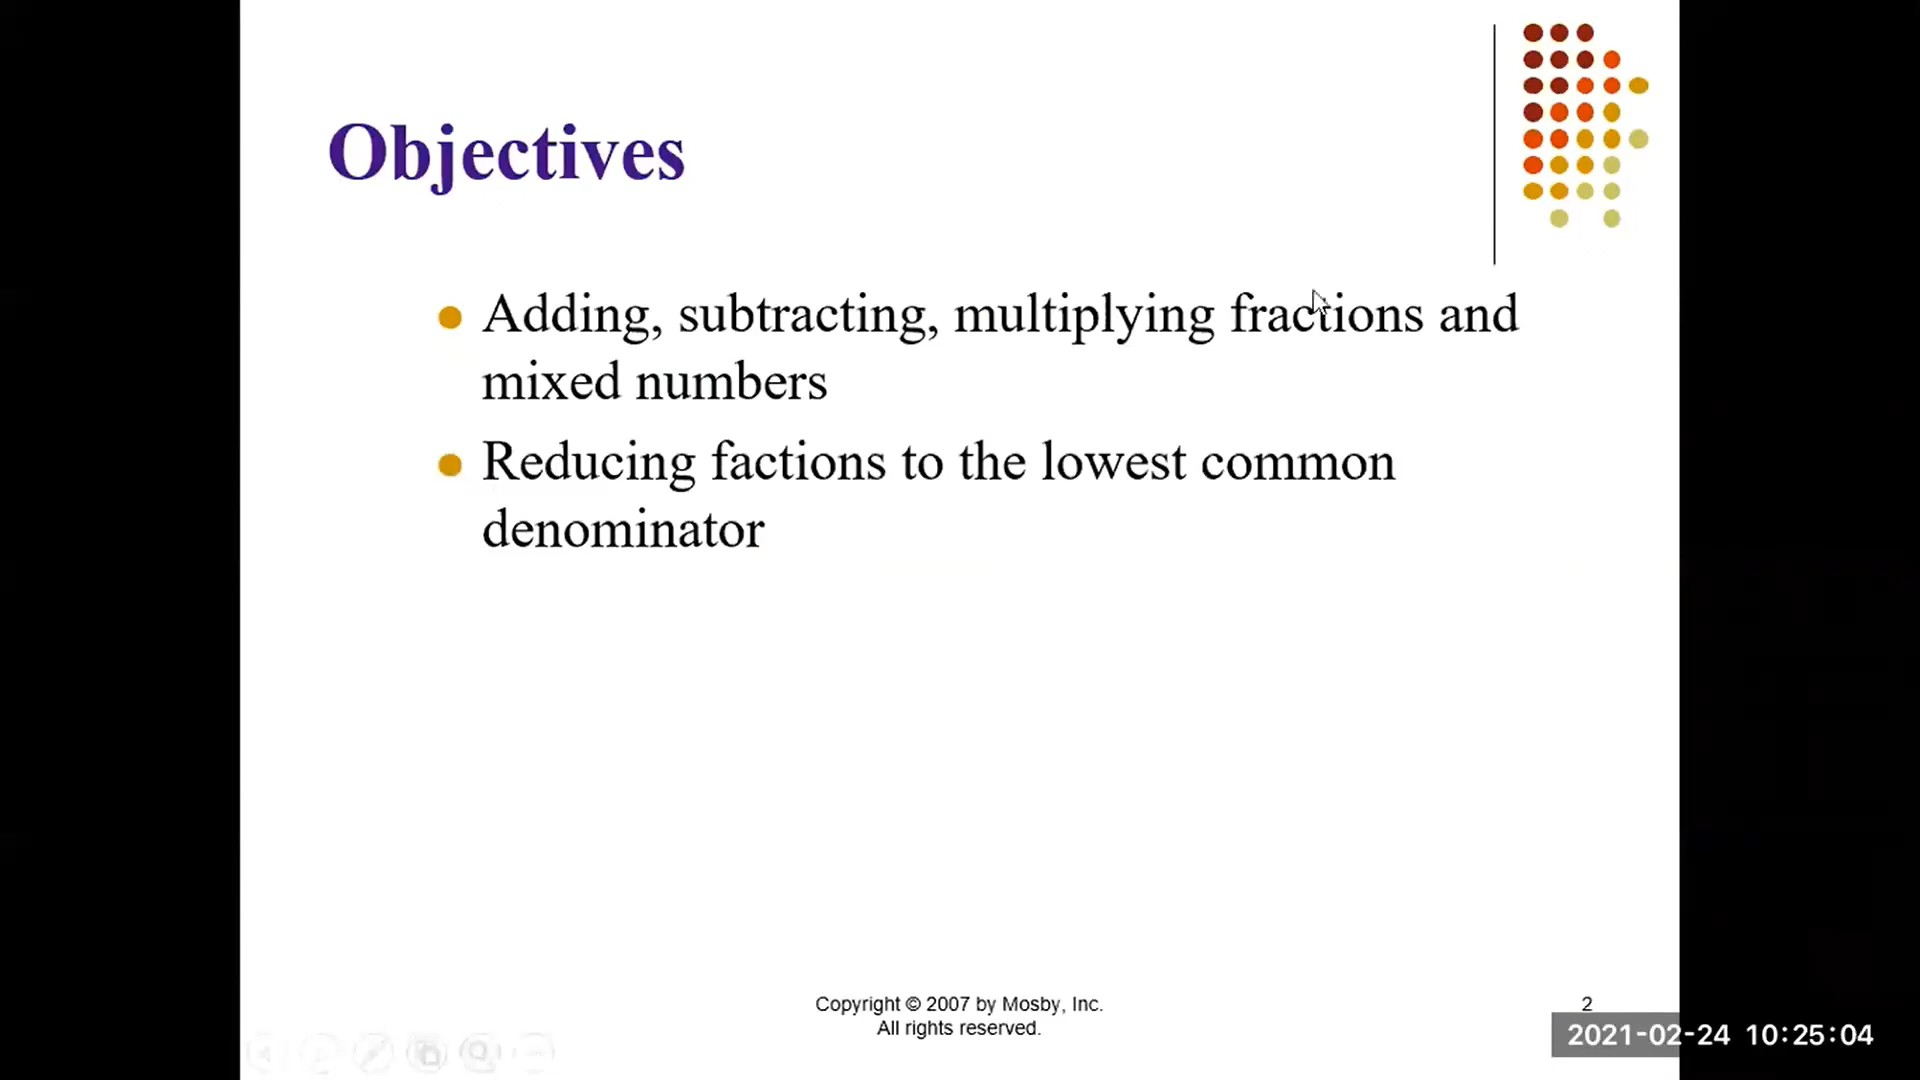 Objectives
Adding, subtracting, multiplying fractions and
mixed numbers
Reducing factions to the lowest common
denominator
Copyright © 2007 by Mosby, Inc.
All rights reserved.
2
2021-02-24 10:25:04